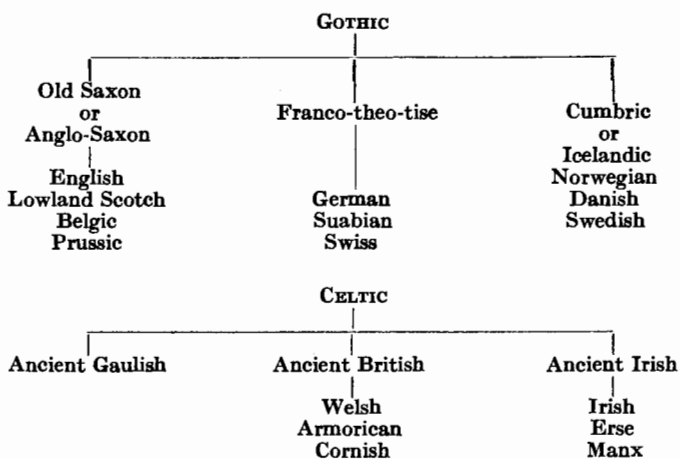 GOTHIC
Old Saxon
or
Anglo-Saxon
English
Lowland Scotch
Belgic
Prussic
Franco-theo-tise
German
Suabian
Swiss
Cumbric
or
Icelandic
Norwegian
Danish
Swedish
CELTIC
Ancient Gaulish
Ancient British
Welsh
Armorican
Cornish
Ancient Irish
Irish
Erse
Manx